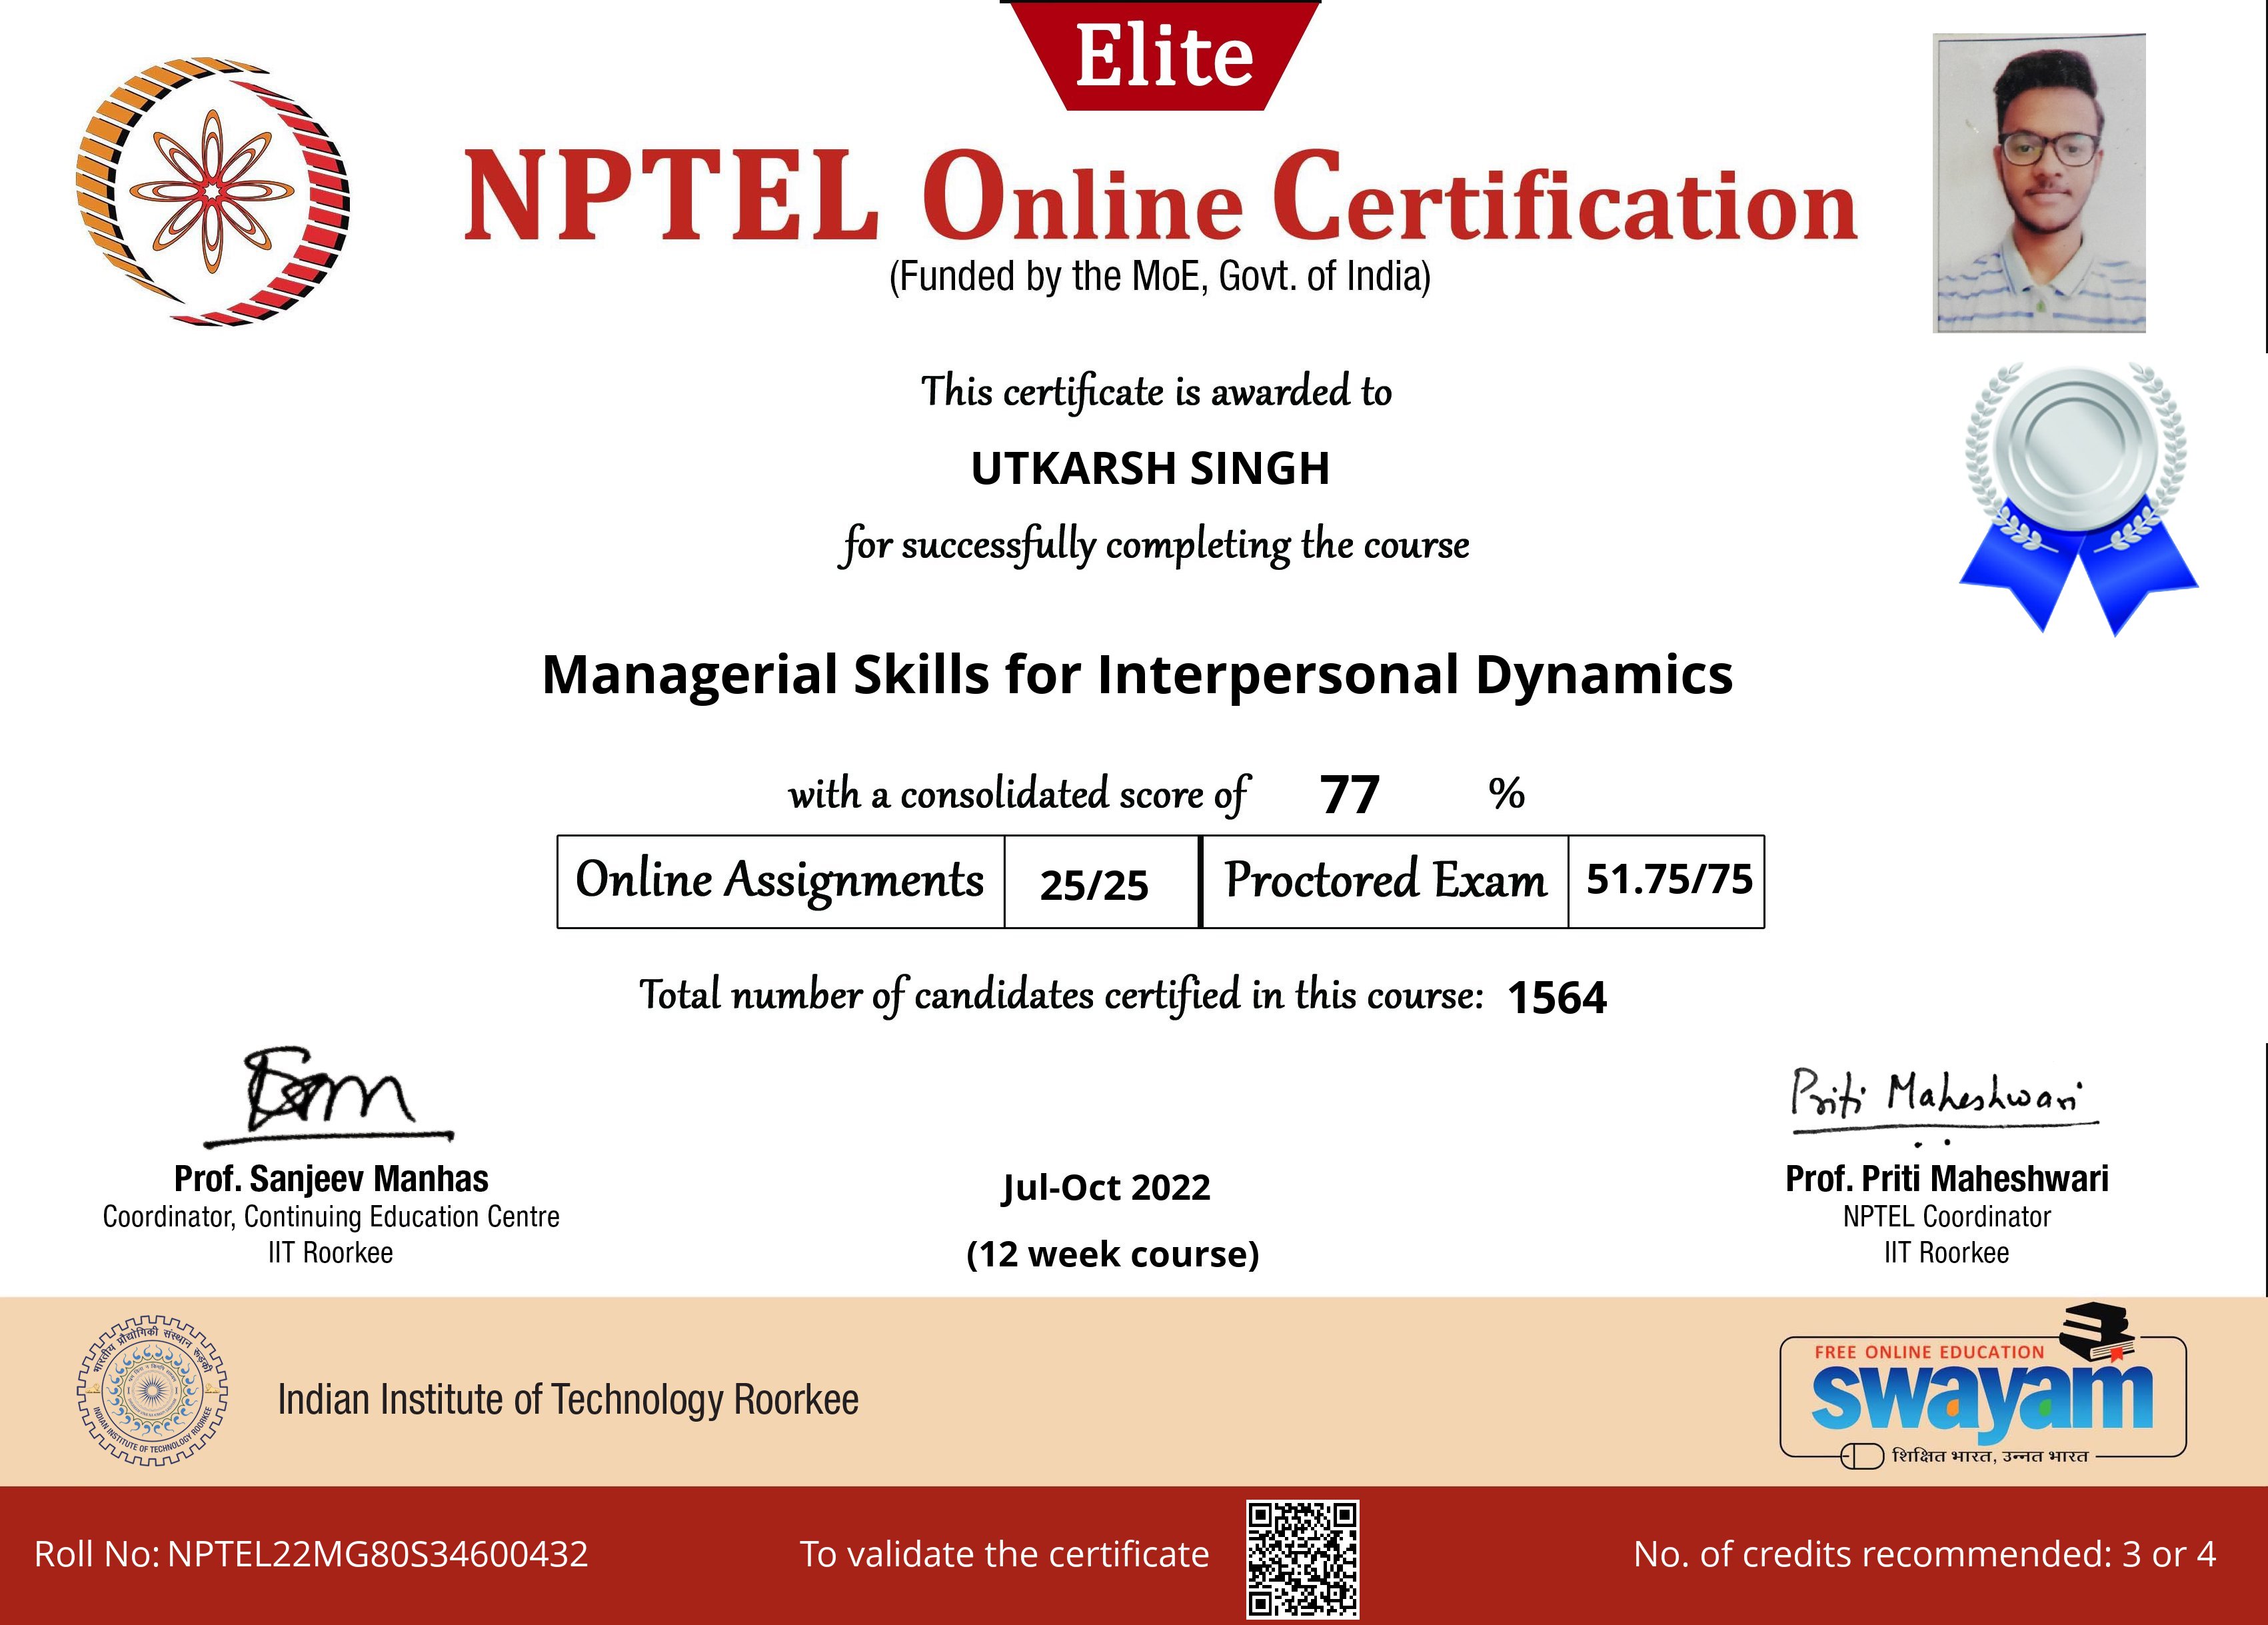 Elite
NPTEL Online Certification
(Funded by the MoE, Govt. of India)
This certificate is awarded to
UTKARSH SINGH
for successfully completing the course
Managerial Skills for Interpersonal Dynamics
with a consolidated score of 77 %
Online Assignments 25/25 Proctored Exam 51.75/75
Total number of candidates certified in this course: 1564
Priti Maheshwari
Prof. Sanjeev Manhas
Coordinator, Continuing Education Centre
IIT Roorkee
Jul-Oct 2022
(12 week course)
Prof. Priti Maheshwari
NPTEL Coordinator
IIT Roorkee
भारतीय प्रौद्योगिकी संस्थान रूड़की
INDIAN INSTITUTE OF TECHNOLOGY ROORKEE
Indian Institute of Technology Roorkee
FREE ONLINE EDUCATION
swayam
शिक्षित भारत, उन्नत भारत
Roll No: NPTEL22MG80S34600432
To validate the certificate
No. of credits recommended: 3 or 4